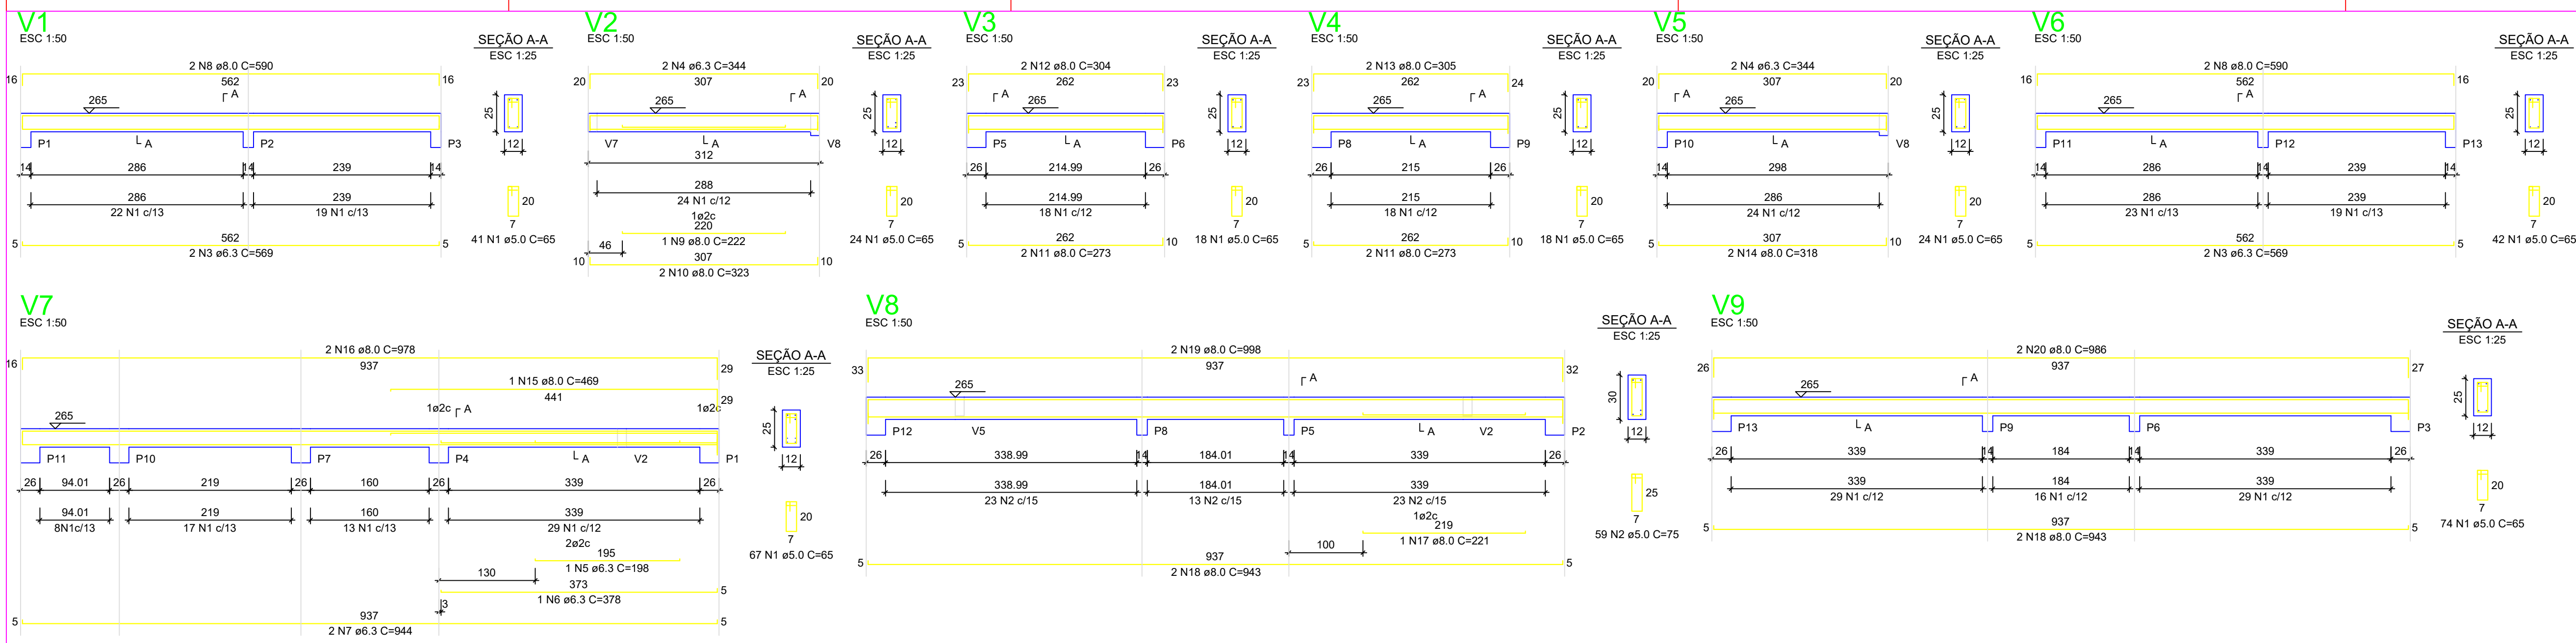 V1
ESC 1:50
SEÇÃO A-A
ESC 1:25
2 N8 ø8.0 C=590
16
562
16
A
265
25
P1
A
P2
P3
12
14
286
14
239
14
286
239
22 N1 c/13
19 N1 c/13
20
7
41 N1 ø5.0 C=65
5
562
5
2 N3 ø6.3 C=569
V2
ESC 1:50
SEÇÃO A-A
ESC 1:25
2 N4 ø6.3 C=344
20
307
20
A
265
25
V7
A
V8
12
312
288
24 N1 c/12
20
7
24 N1 ø5.0 C=65
1ø2c
220
1 N9 ø8.0 C=222
46
10
307
10
2 N10 ø8.0 C=323
V3
ESC 1:50
SEÇÃO A-A
ESC 1:25
2 N12 ø8.0 C=304
23
262
23
A
265
25
P5
A
P6
12
26
214.99
26
214.99
18 N1 c/12
20
7
18 N1 ø5.0 C=65
5
262
10
2 N11 ø8.0 C=273
V4
ESC 1:50
SEÇÃO A-A
ESC 1:25
2 N13 ø8.0 C=305
23
262
24
A
265
25
P8
A
P9
12
26
215
26
215
18 N1 c/12
20
7
18 N1 ø5.0 C=65
5
262
10
2 N11 ø8.0 C=273
V5
ESC 1:50
SEÇÃO A-A
ESC 1:25
2 N4 ø6.3 C=344
20
307
20
A
265
25
P10
A
V8
12
14
298
286
24 N1 c/12
20
7
24 N1 ø5.0 C=65
5
307
10
2 N14 ø8.0 C=318
V6
ESC 1:50
SEÇÃO A-A
ESC 1:25
2 N8 ø8.0 C=590
16
562
16
A
265
25
P11
A
P12
P13
12
14
286
14
239
14
286
239
23 N1 c/13
19 N1 c/13
20
7
42 N1 ø5.0 C=65
5
562
5
2 N3 ø6.3 C=569
V7
ESC 1:50
SEÇÃO A-A
ESC 1:25
2 N16 ø8.0 C=978
16
937
29
1 N15 ø8.0 C=469
441
29
1ø2c
A
1ø2c
265
25
P11
P10
P7
P4
A
V2
P1
12
26
94.01
26
219
26
160
26
339
26
94.01
219
160
339
8N1c/13
17 N1 c/13
13 N1 c/13
29 N1 c/12
20
7
67 N1 ø5.0 C=65
2ø2c
195
1 N5 ø6.3 C=198
130
373
5
1 N6 ø6.3 C=378
3
5
937
5
2 N7 ø6.3 C=944
V8
ESC 1:50
SEÇÃO A-A
ESC 1:25
2 N19 ø8.0 C=998
33
937
32
A
265
30
P12
V5
P8
P5
A
V2
P2
12
26
338.99
14
184.01
14
339
26
338.99
184.01
339
23 N2 c/15
13 N2 c/15
23 N2 c/15
25
7
59 N2 ø5.0 C=75
1ø2c
219
1 N17 ø8.0 C=221
100
5
937
5
2 N18 ø8.0 C=943
V9
ESC 1:50
SEÇÃO A-A
ESC 1:25
2 N20 ø8.0 C=986
26
937
27
A
265
25
P13
A
P9
P6
P3
12
26
339
14
184
14
339
26
339
184
339
29 N1 c/12
16 N1 c/12
29 N1 c/12
20
7
74 N1 ø5.0 C=65
5
937
5
2 N18 ø8.0 C=943